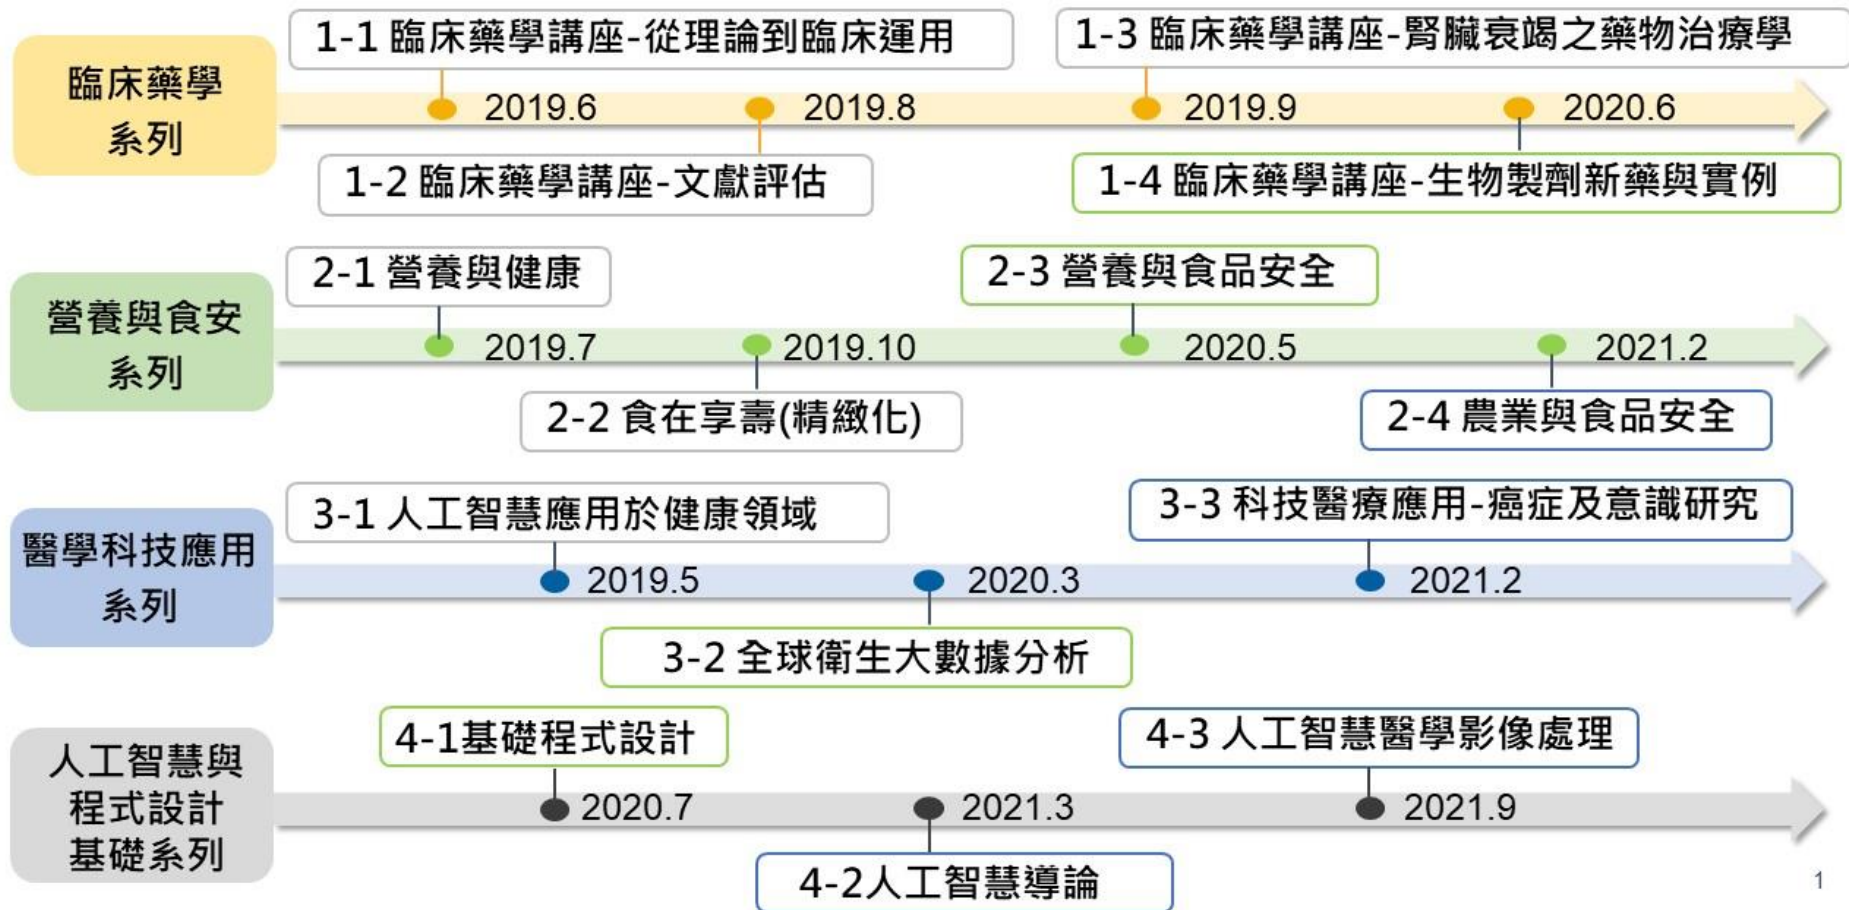 臨床藥學
系列
1-1 臨床藥學講座-從理論到臨床運用
1-3 臨床藥學講座-腎臟衰竭之藥物治療學
2019.6
2019.8
2019.9
2020.6
1-2 臨床藥學講座-文獻評估
1-4 臨床藥學講座-生物製劑新藥與實例
營養與食安
系列
2-1 營養與健康
2-3 營養與食品安全
2019.7
2019.10
2020.5
2021.2
2-2 食在享壽(精緻化)
2-4 農業與食品安全
醫學科技應用
系列
3-1 人工智慧應用於健康領域
3-3 科技醫療應用-癌症及意識研究
2019.5
2020.3
2021.2
3-2 全球衛生大數據分析
人工智慧與
程式設計
基礎系列
4-1基礎程式設計
4-3 人工智慧醫學影像處理
2020.7
2021.3
2021.9
4-2人工智慧導論
1